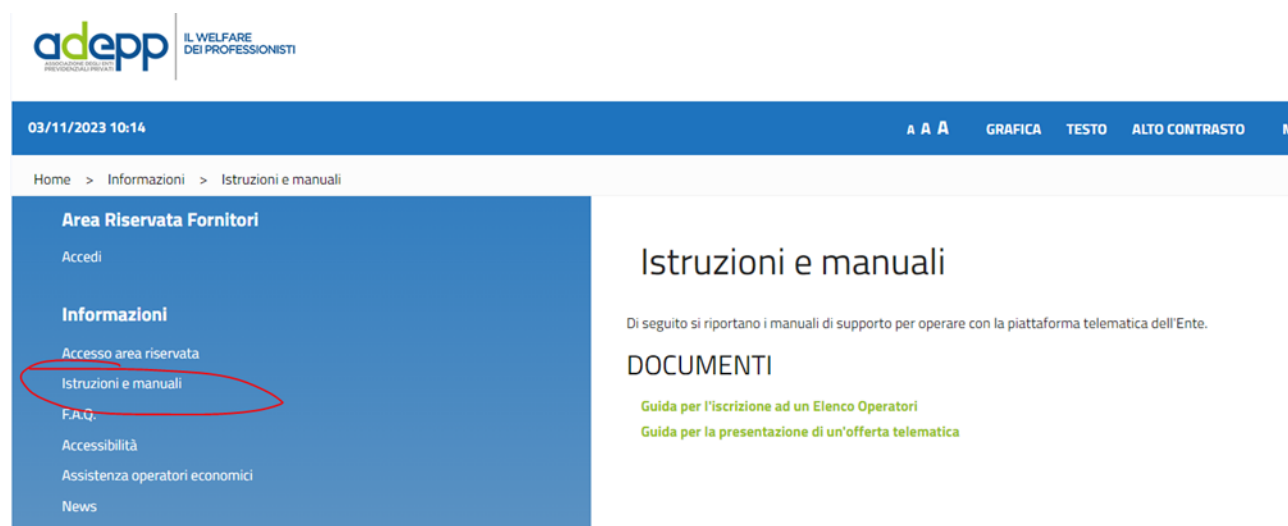 adepp
ASSOCIAZIONE DEGLI ENTI
PREVIDENZIALI PRIVATI
IL WELFARE
DEI PROFESSIONISTI
03/11/2023 10:14
A A A GRAFICA TESTO ALTO CONTRASTO
Home > Informazioni > Istruzioni e manuali
Area Riservata Fornitori
Accedi
Informazioni
Accesso area riservata
Istruzioni e manuali
F.A.Q.
Accessibilità
Assistenza operatori economici
News
Istruzioni e manuali
Di seguito si riportano i manuali di supporto per operare con la piattaforma telematica dell'Ente.
DOCUMENTI
Guida per l'iscrizione ad un Elenco Operatori
Guida per la presentazione di un'offerta telematica